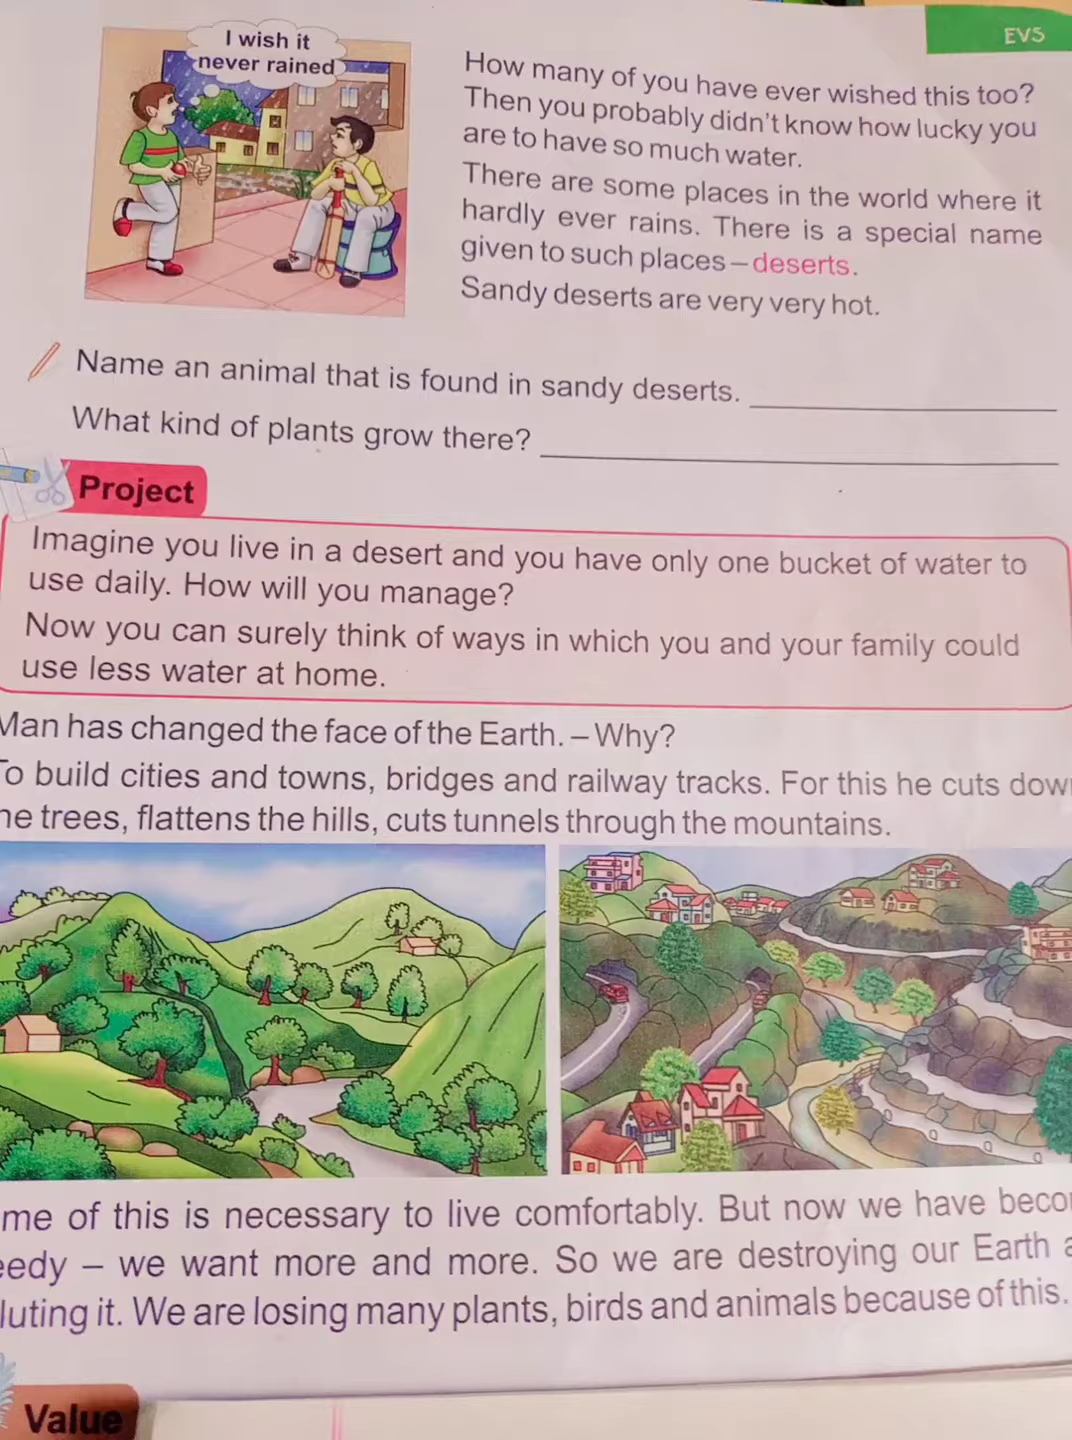 EVS
I wish it
never rained
How many of you have ever wished this too?
Then you probably didn't know how lucky you
are to have so much water.
There are some places in the world where it
hardly ever rains. There is a special name
given to such places – deserts.
Sandy deserts are very very hot.
Name an animal that is found in sandy deserts.
What kind of plants grow there?
Project
Imagine you live in a desert and you have only one bucket of water to
use daily. How will you manage?
Now you can surely think of ways in which you and your family could
use less water at home.
Man has changed the face of the Earth. – Why?
To build cities and towns, bridges and railway tracks. For this he cuts
trees, flattens the hills, cuts tunnels through the mountains.
of this is necessary to live comfortably. But now we have
– we want more and more. So we are destroying our Earth
it. We are losing many plants, birds and animals because of this.
Value